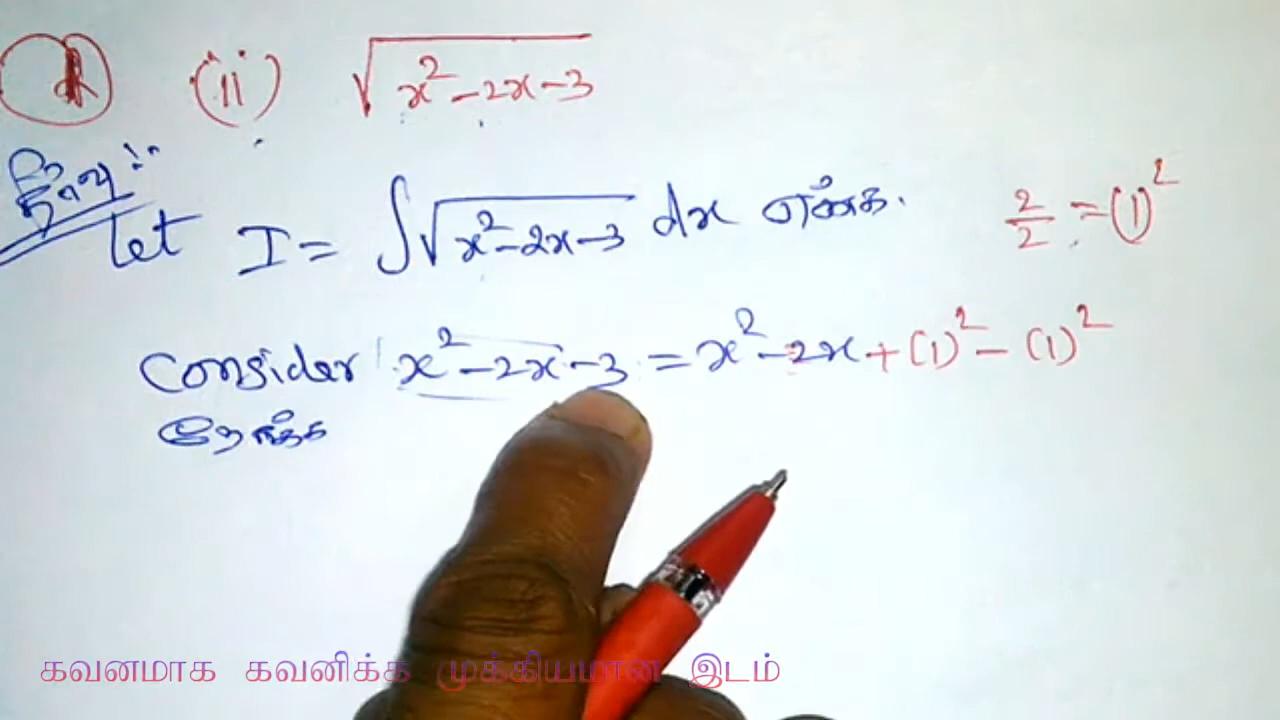 (ii) √(x² - 2x - 3)
தீர்வு:-
let I = ∫√(x² - 2x - 3) dx என்க.
2/2 = (1)²
Consider x² - 2x - 3 = x² - 2x + (1)² - (1)²
கவனமாக கவனிக்க முக்கியமான இடம்